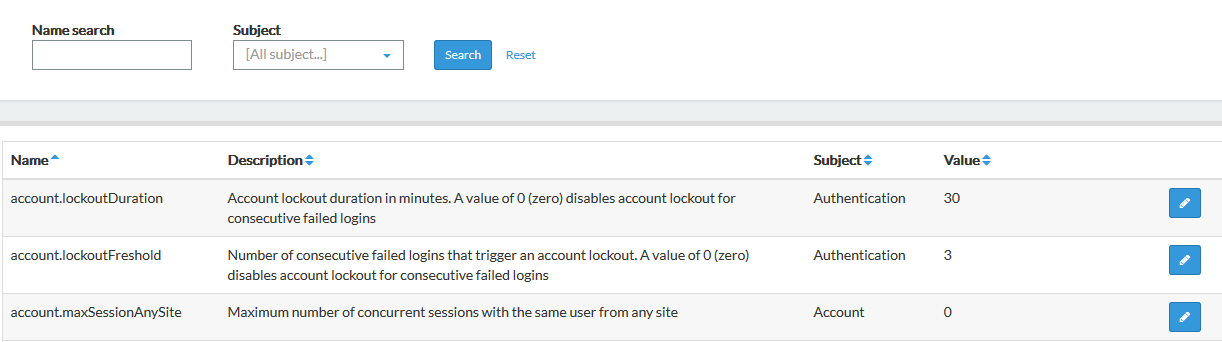 Name search
Subject
[All subject...]
Search
Reset
Name
Description
Subject
Value
account.lockoutDuration
Account lockout duration in minutes. A value of 0 (zero) disables account lockout for
consecutive failed logins
Authentication
30
account.lockoutFreshold
Number of consecutive failed logins that trigger an account lockout. A value of 0 (zero)
disables account lockout for consecutive failed logins
Authentication
3
account.maxSessionAnySite
Maximum number of concurrent sessions with the same user from any site
Account
0